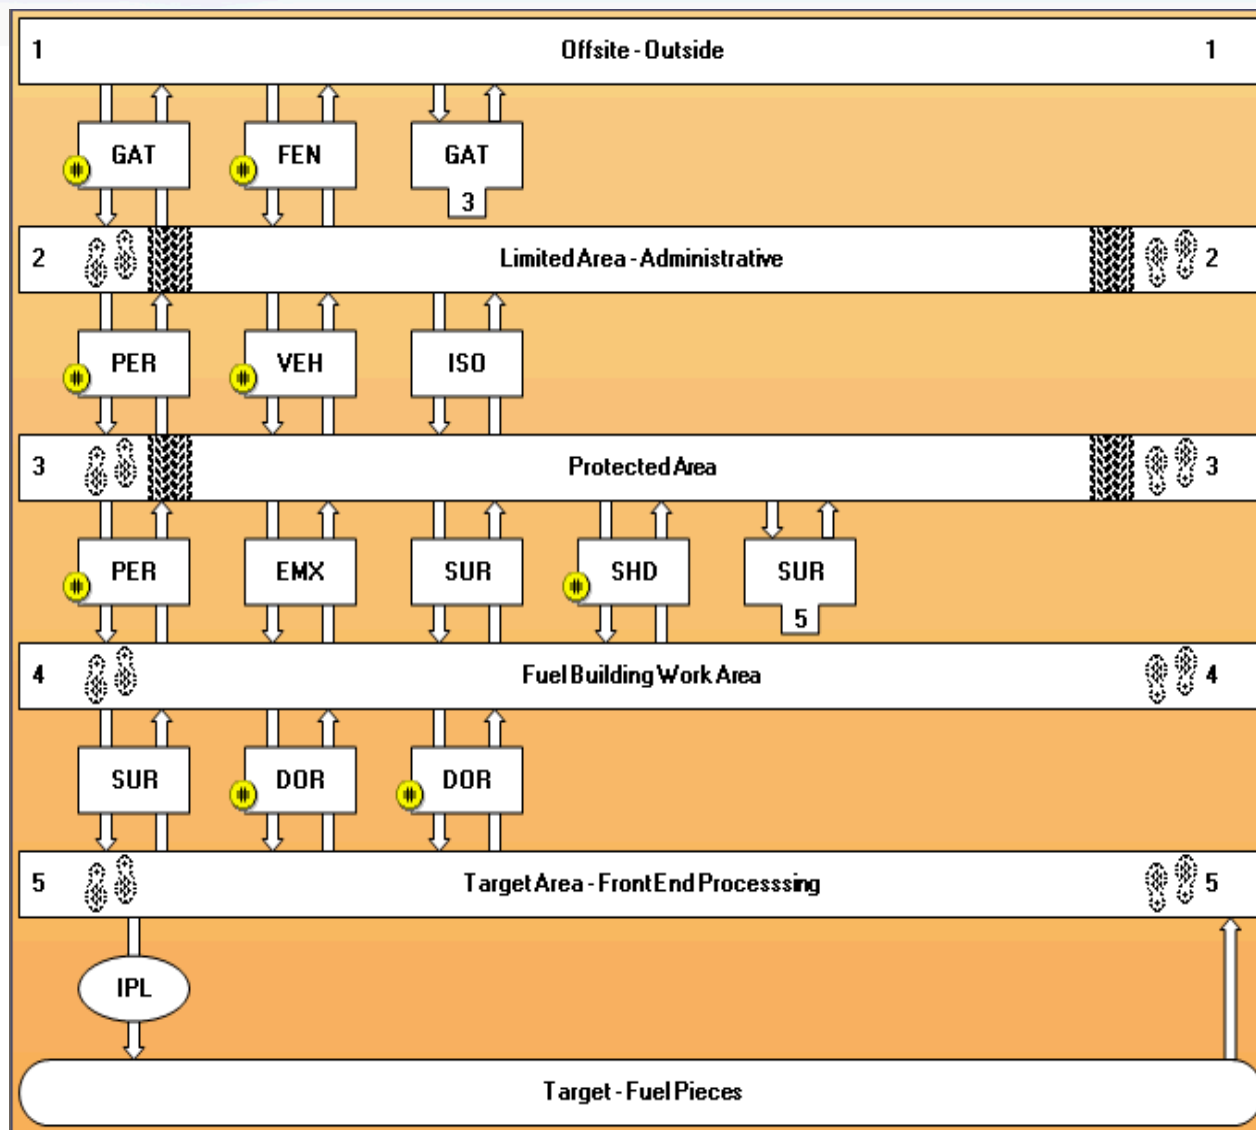 1 Offsite - Outside 1
GAT FEN GAT
3
2 Limited Area - Administrative 2
PER VEH ISO
3 Protected Area 3
PER EMX SUR SHD SUR
5
4 Fuel Building Work Area 4
SUR DOR DOR
5 Target Area - Front End Processsing 5
IPL
Target - Fuel Pieces